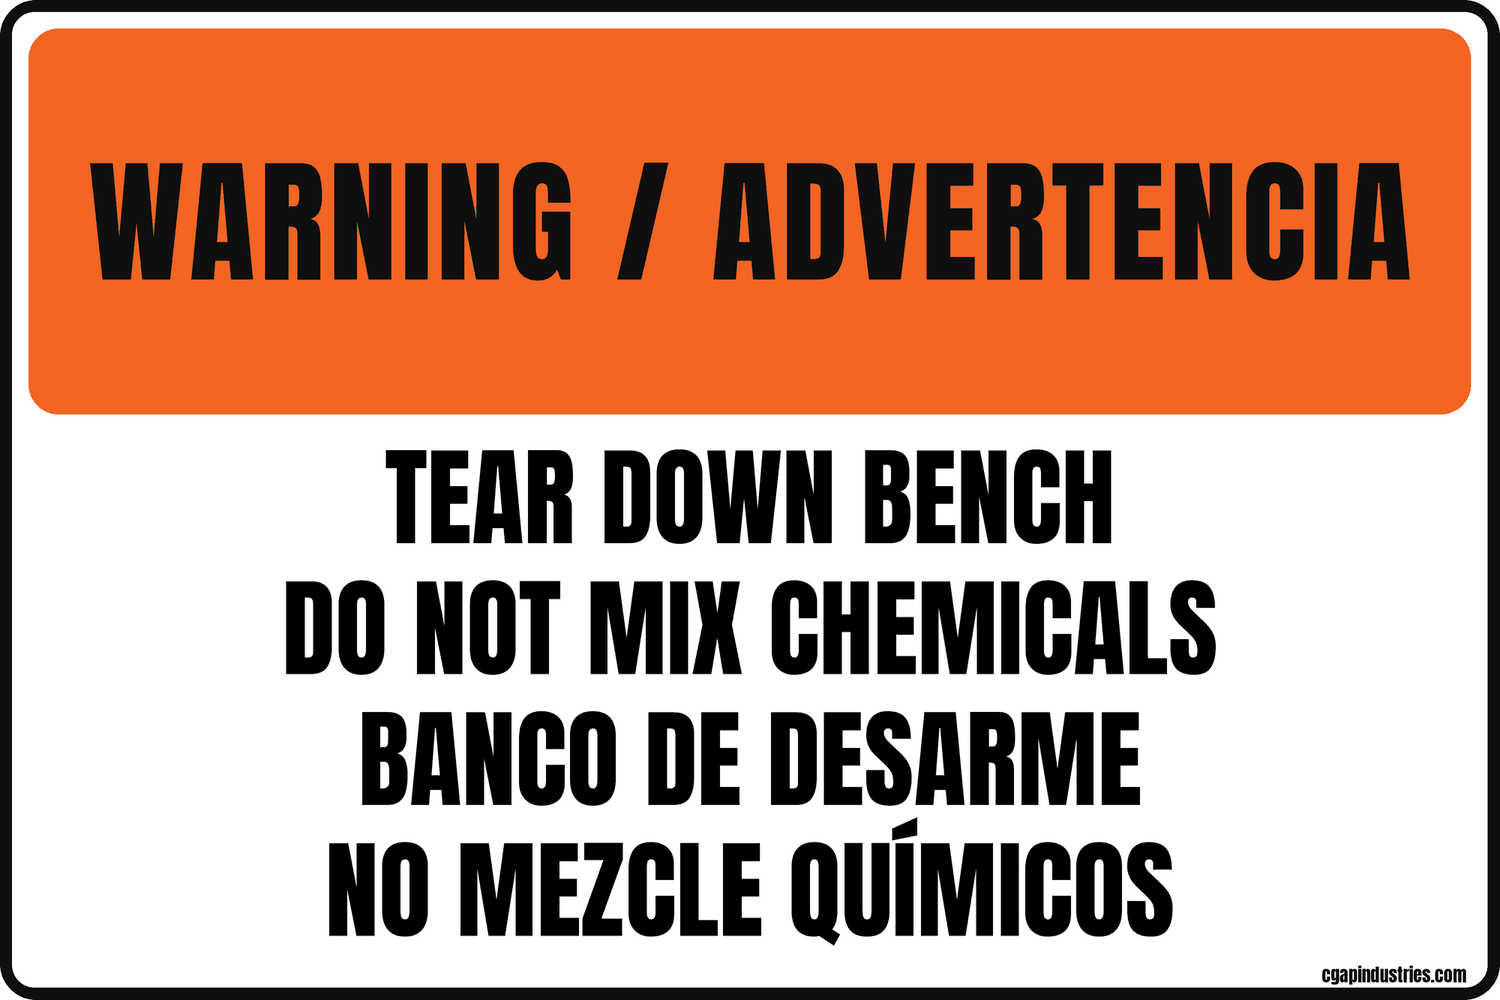 WARNING / ADVERTENCIA
TEAR DOWN BENCH
DO NOT MIX CHEMICALS
BANCO DE DESARME
NO MEZCLE QUÍMICOS
cgapindustries.com